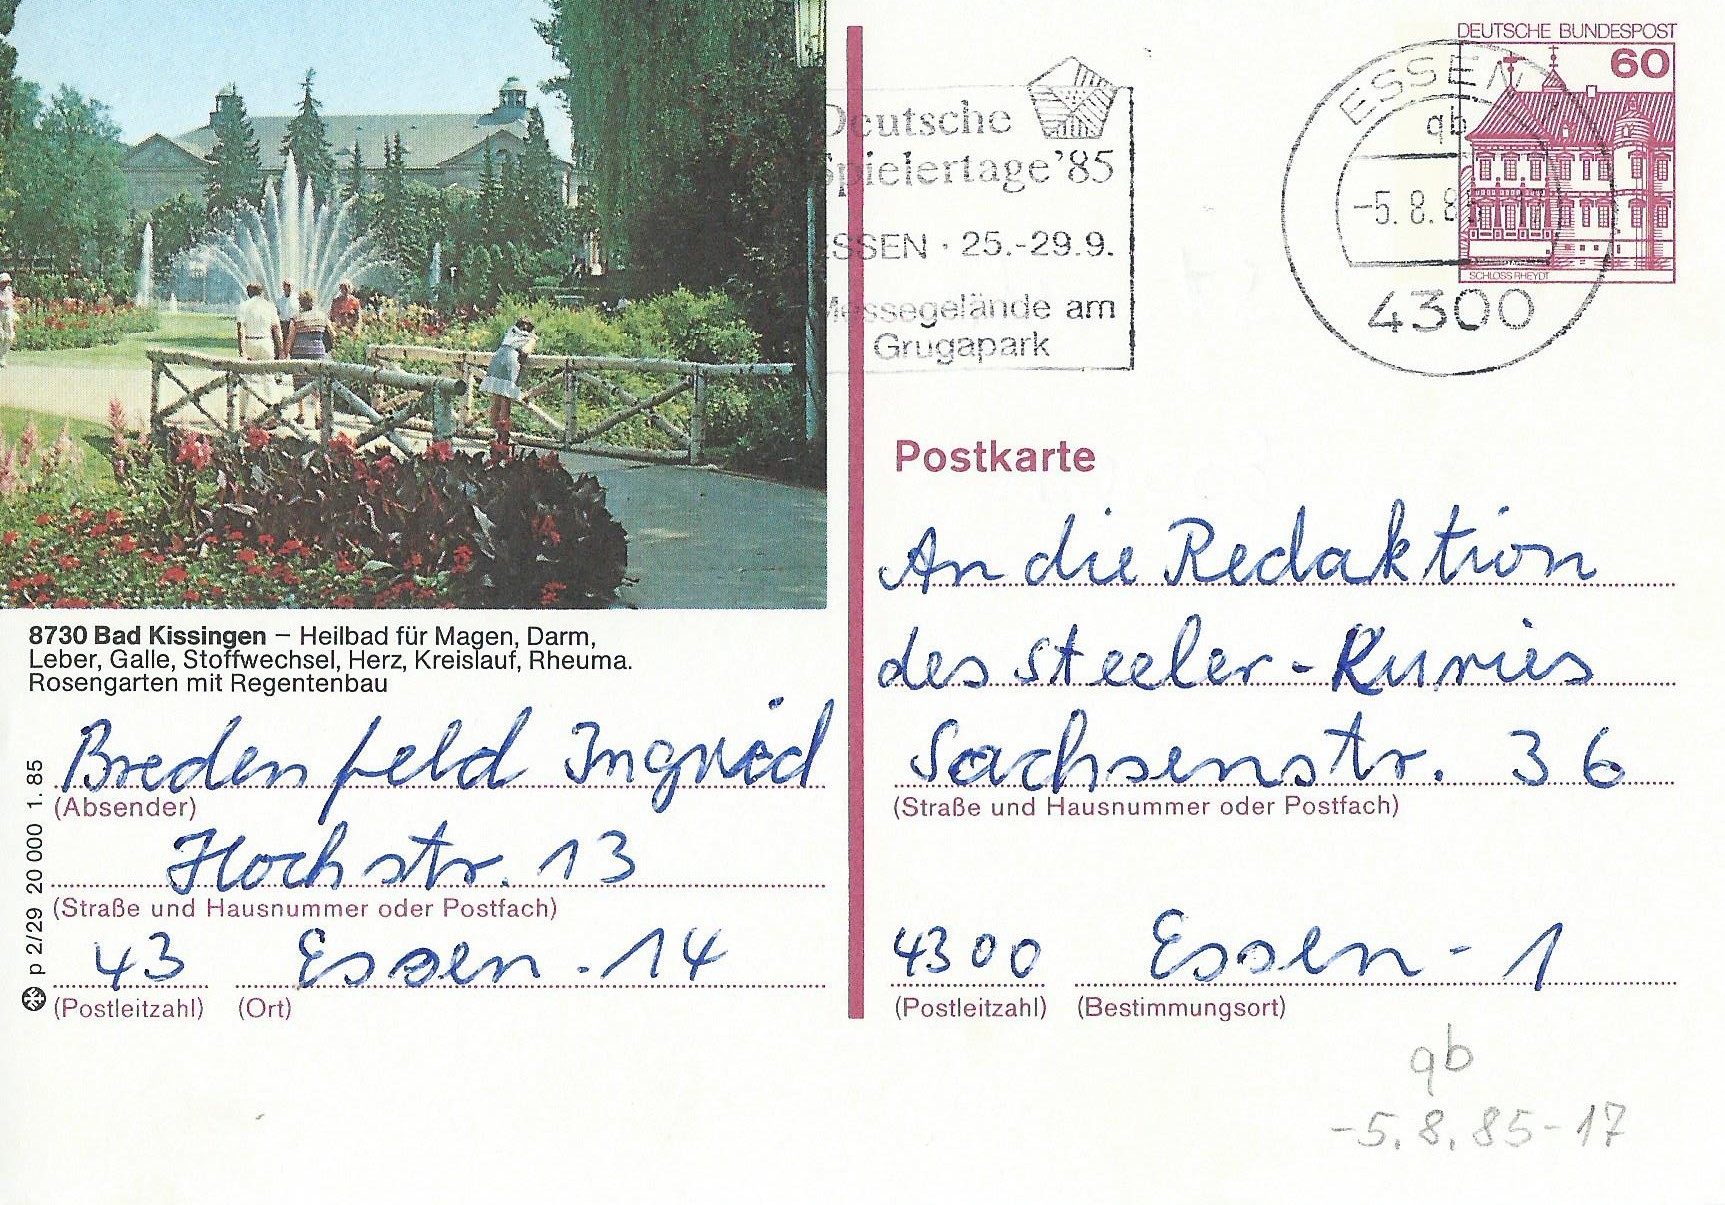 DEUTSCHE BUNDESPOST
60
SCHLOSS RHEYDT
ESSEN
qb
-5.8.85-17
4300
Deutsche
Spielertage '85
ESSEN · 25.-29.9.
Messegelände am
Grugapark
Postkarte
An die Redaktion
des Steeler-Kuries
Sachsenstr. 36
(Straße und Hausnummer oder Postfach)
4300 Essen-1
(Postleitzahl) (Bestimmungsort)
8730 Bad Kissingen – Heilbad für Magen, Darm,
Leber, Galle, Stoffwechsel, Herz, Kreislauf, Rheuma.
Rosengarten mit Regentenbau
Bredenfeld Ingrid
(Absender)
Hochstr. 13
(Straße und Hausnummer oder Postfach)
43 Essen-14
(Postleitzahl) (Ort)
p 2/29 20 000 1. 85
qb
-5.8.85-17